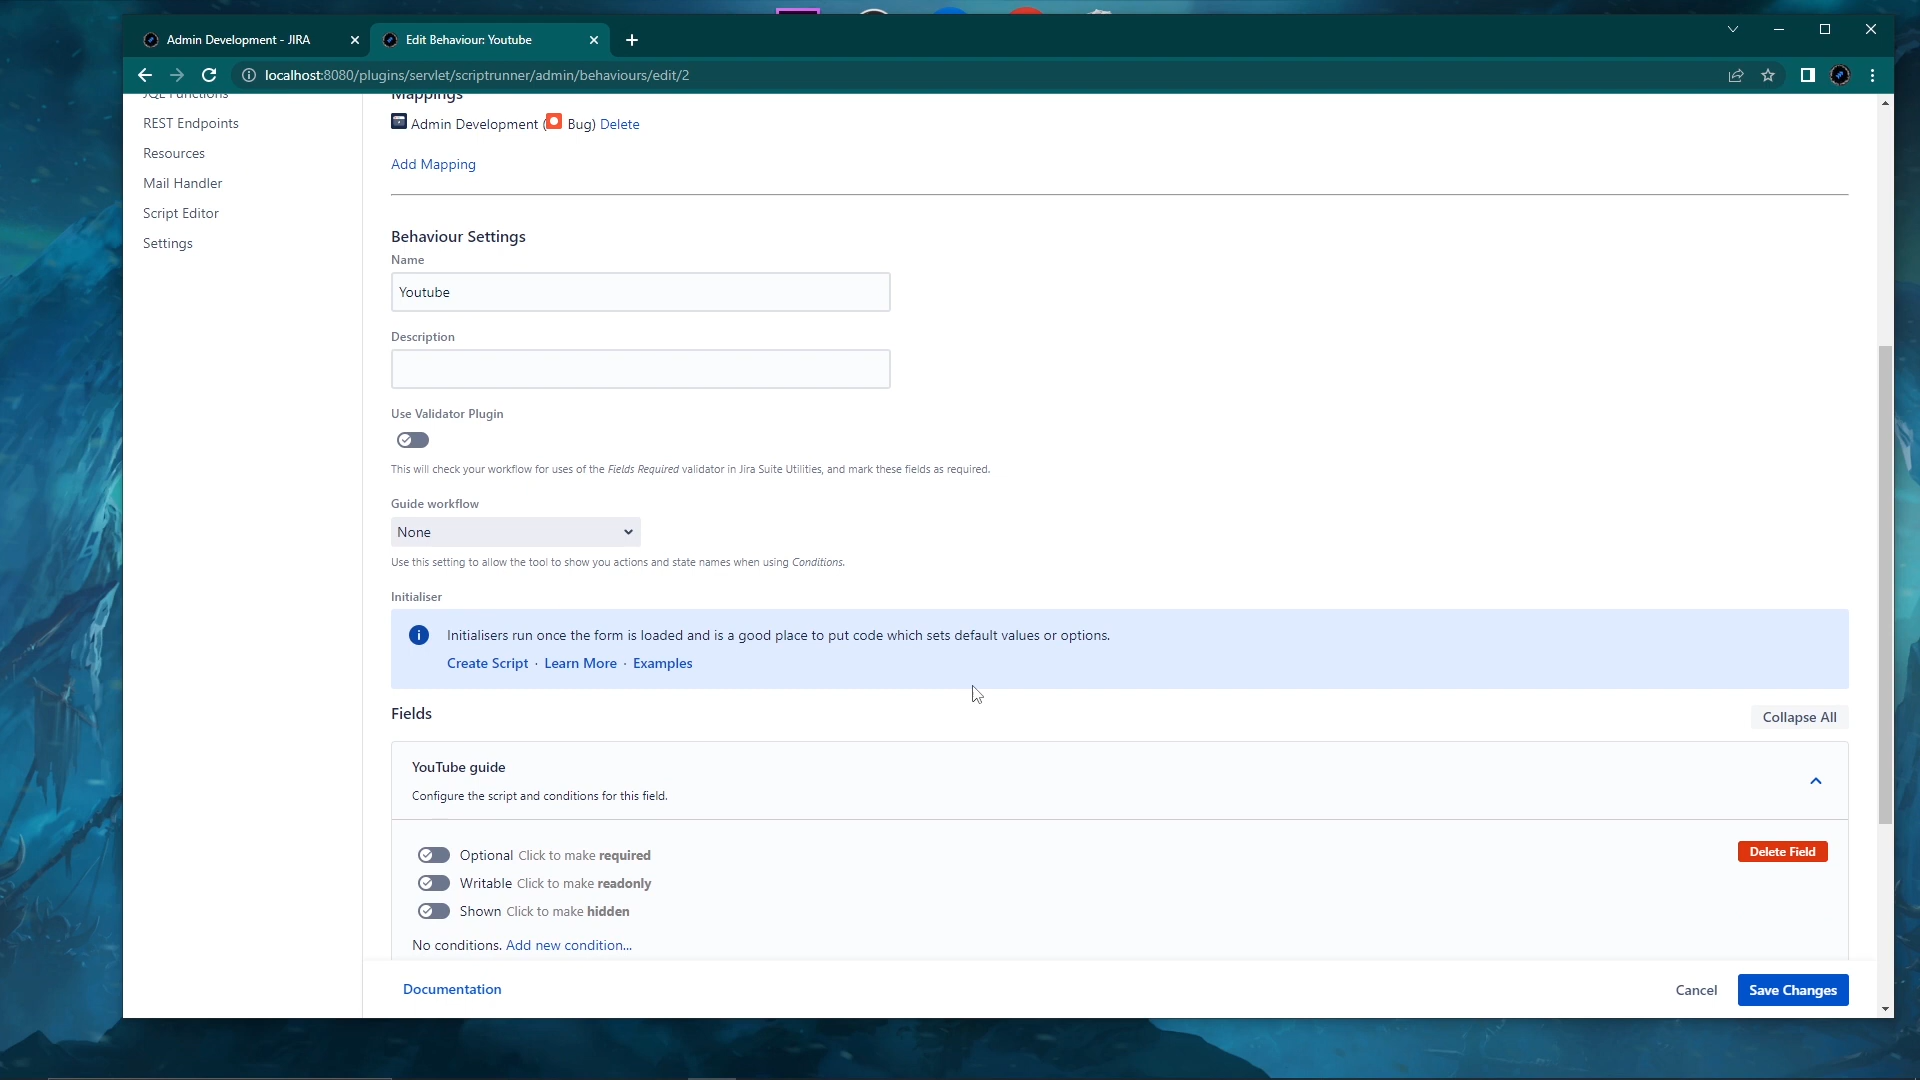 Admin Development - JIRA
Edit Behaviour: Youtube
localhost:8080/plugins/servlet/scriptrunner/admin/behaviours/edit/2
JQL Functions
REST Endpoints
Resources
Mail Handler
Script Editor
Settings
Mappings
Admin Development ( Bug) Delete
Add Mapping
Behaviour Settings
Name
Youtube
Description
Use Validator Plugin
This will check your workflow for uses of the Fields Required validator in Jira Suite Utilities, and mark these fields as required.
Guide workflow
None
Use this setting to allow the tool to show you actions and state names when using Conditions.
Initialiser
Initialisers run once the form is loaded and is a good place to put code which sets default values or options.
Create Script · Learn More · Examples
Fields
Collapse All
YouTube guide
Configure the script and conditions for this field.
Optional Click to make required
Delete Field
Writable Click to make readonly
Shown Click to make hidden
No conditions. Add new condition...
Documentation
Cancel
Save Changes